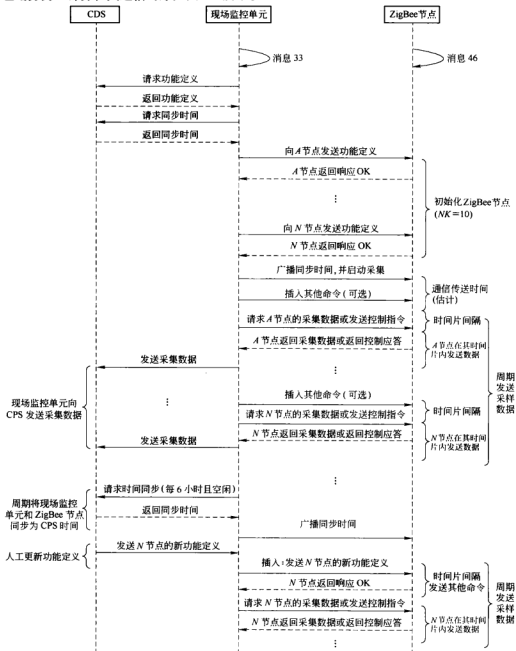 CDS 现场监控单元 ZigBee节点
消息 33 消息 46
请求功能定义
返回功能定义
请求同步时间
返回同步时间
向A节点发送功能定义
A节点返回响应OK
初始化ZigBee节点
(NK=10)
向 N 节点发送功能定义
N 节点返回响应 OK
广播同步时间,并启动采集
通信传送时间
(估计)
插入其他命令(可选)
请求A节点的采集数据或发送控制指令
时间片间隔
A节点返回采集数据或返回控制应答
A节点在其时间
片内发送数据
发送采集数据
周期
发送
采样
数据
现场监控单元向
CPS 发送采集数据
插入其他命令(可选)
请求N节点的采集数据或发送控制指令
时间片间隔
发送采集数据
N节点返回采集数据或返回控制应答
N节点在其时间
片内发送数据
周期将现场监控
单元和 ZigBee 节点
同步为 CPS 时间
请求时间同步(每6小时且空闲)
返回同步时间
广播同步时间
人工更新功能定义
发送N节点的新功能定义
插入:发送N节点的新功能定义
N节点返回响应OK
时间片间隔
发送其他命令
请求N节点的采集数据或发送控制指令
N节点返回采集数据或返回控制应答
N节点在其时间
片内发送数据
周期
发送
采样
数据